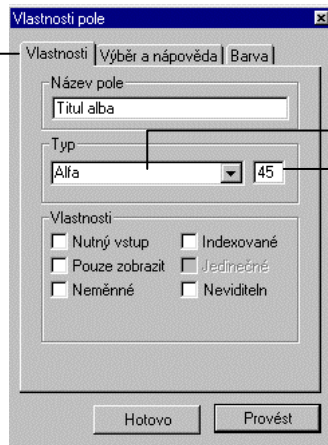 Vlastnosti pole
Vlastnosti Výběr a nápověda Barva
Název pole
Titul alba
Typ
Alfa 45
Vlastnosti
Nutný vstup Indexované
Pouze zobrazit Jedinečné
Neměnné Neviditeln
Hotovo Provést